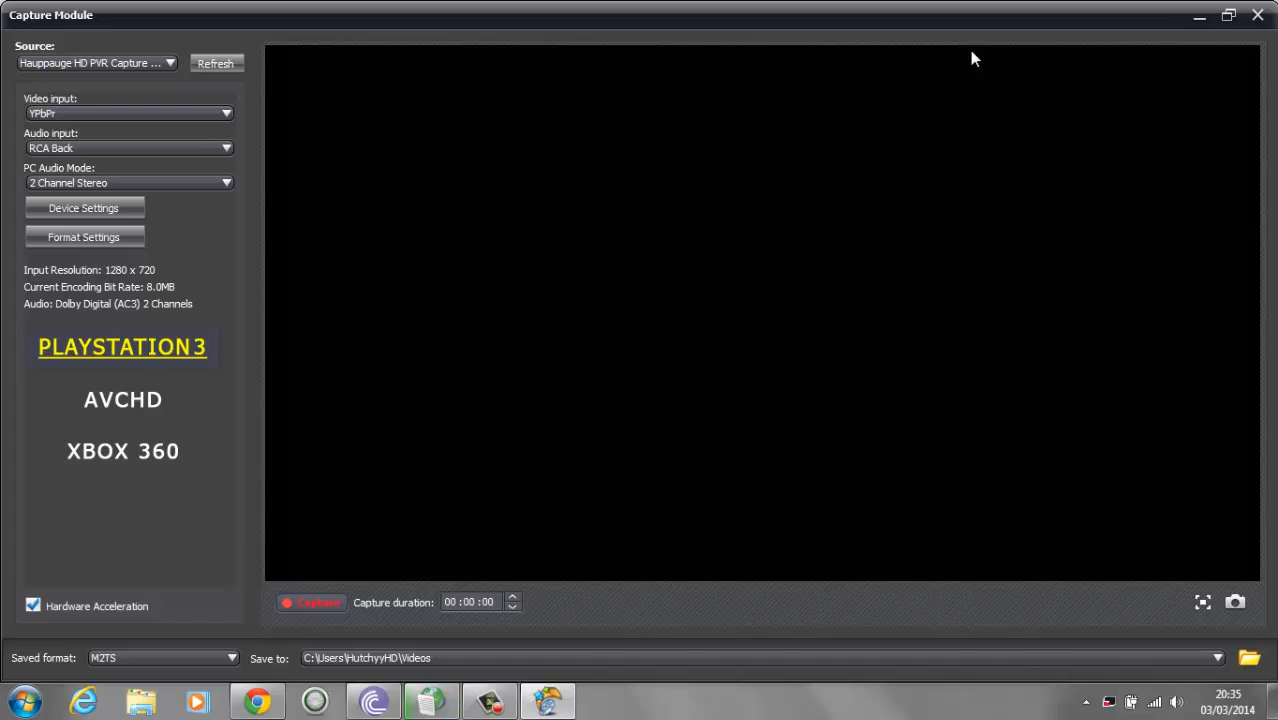 Capture Module
Source:
Hauppauge HD PVR Capture ...
Refresh
Video input:
YPbPr
Audio input:
RCA Back
PC Audio Mode:
2 Channel Stereo
Device Settings
Format Settings
Input Resolution: 1280 x 720
Current Encoding Bit Rate: 8.0MB
Audio: Dolby Digital (AC3) 2 Channels
PLAYSTATION3
AVCHD
XBOX 360
Hardware Acceleration
Capture
Capture duration:
00 :00 :00
Saved format:
M2TS
Save to:
C:\Users\HutchyyHD\Videos
20:35
03/03/2014